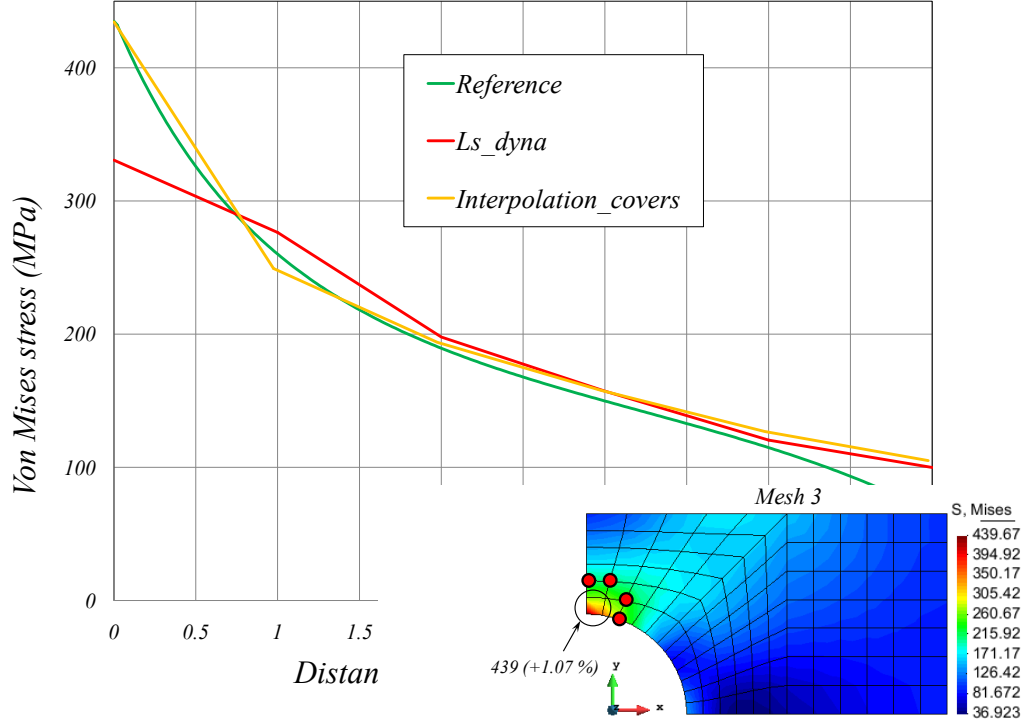 400
300
200
100
0
Von Mises stress (MPa)
Reference
Ls_dyna
Interpolation_covers
0 0.5 1 1.5
Distan
Mesh 3
S, Mises
439.67
394.92
350.17
305.42
260.67
215.92
171.17
126.42
81.672
36.923
439 (+1.07 %)
Y
x